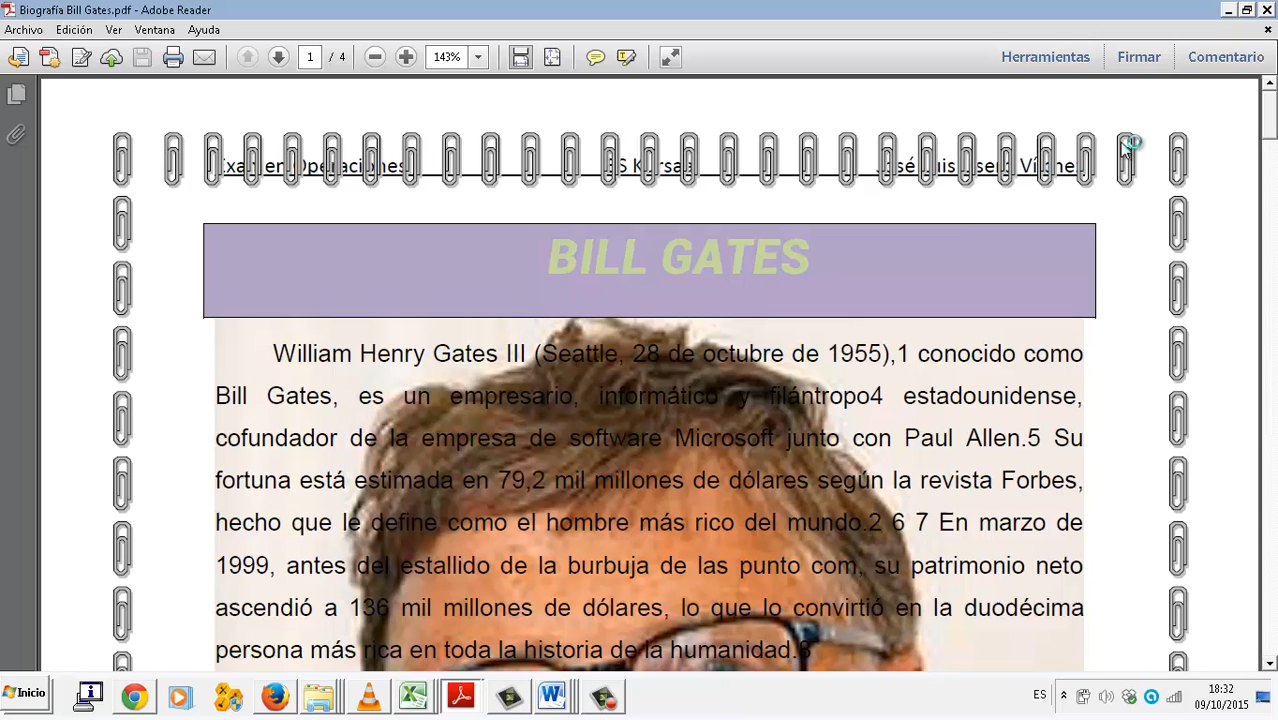 Biografía Bill Gates.pdf - Adobe Reader
Archivo Edición Ver Ventana Ayuda
1 / 4 143% Herramientas Firmar Comentario
Examen Operaciones José Luis
BILL GATES
William Henry Gates III (Seattle, 28 de octubre de 1955),1 conocido como
Bill Gates, es un empresario, informático y filántropo4 estadounidense,
cofundador de la empresa de software Microsoft junto con Paul Allen.5 Su
fortuna está estimada en 79,2 mil millones de dólares según la revista Forbes,
hecho que le define como el hombre más rico del mundo.2 6 7 En marzo de
1999, antes del estallido de la burbuja de las punto com, su patrimonio neto
ascendió a 136 mil millones de dólares, lo que lo convirtió en la duodécima
persona más rica en toda la historia de la humanidad.8
Inicio ES 18:32
09/10/2015